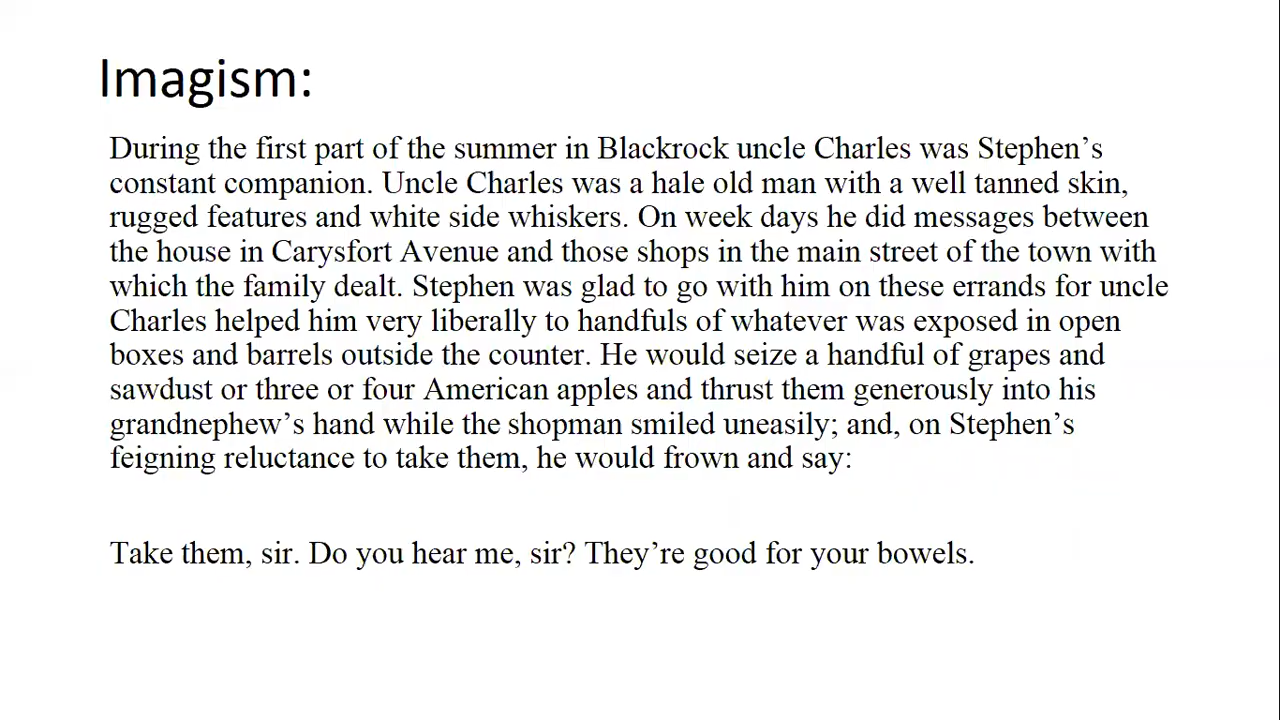 Imagism:
During the first part of the summer in Blackrock uncle Charles was Stephen’s
constant companion. Uncle Charles was a hale old man with a well tanned skin,
rugged features and white side whiskers. On week days he did messages between
the house in Carysfort Avenue and those shops in the main street of the town with
which the family dealt. Stephen was glad to go with him on these errands for uncle
Charles helped him very liberally to handfuls of whatever was exposed in open
boxes and barrels outside the counter. He would seize a handful of grapes and
sawdust or three or four American apples and thrust them generously into his
grandnephew’s hand while the shopman smiled uneasily; and, on Stephen’s
feigning reluctance to take them, he would frown and say:
Take them, sir. Do you hear me, sir? They’re good for your bowels.